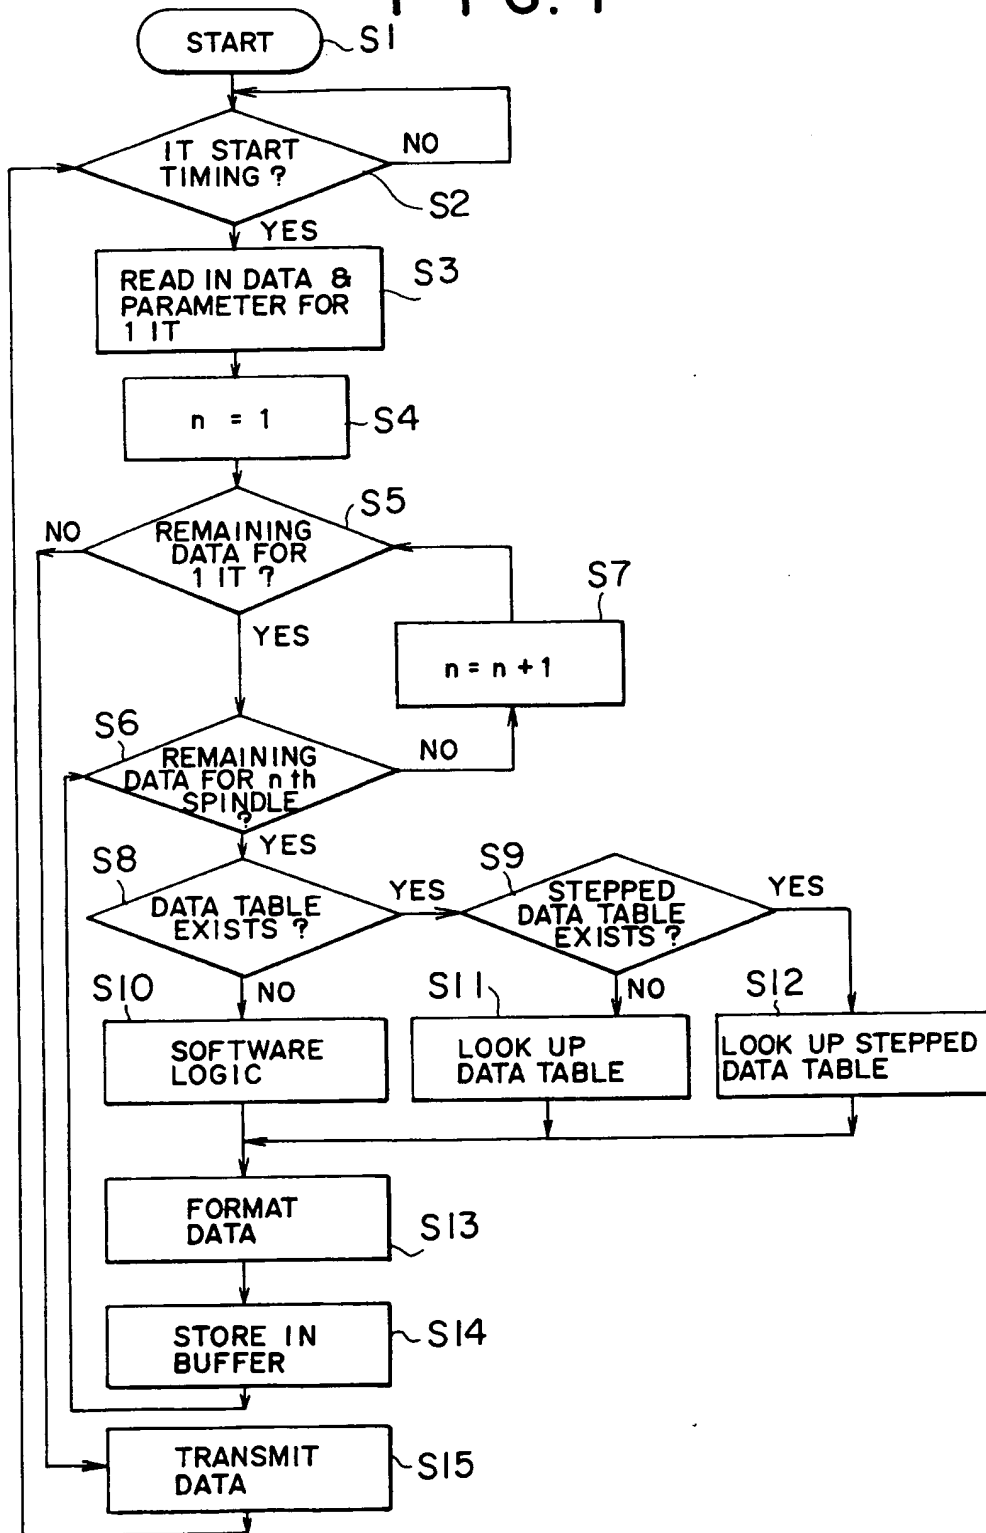 FIG. 1
START
S1
IT START
TIMING ?
NO
S2
YES
READ IN DATA &
PARAMETER FOR
1 IT
S3
n = 1
S4
S5
NO
REMAINING
DATA FOR
1 IT ?
YES
S7
n = n + 1
S6
REMAINING
DATA FOR n th
SPINDLE
?
NO
YES
S8
DATA TABLE
EXISTS ?
YES
S9
STEPPED
DATA TABLE
EXISTS ?
YES
NO
NO
S10
SOFTWARE
LOGIC
S11
LOOK UP
DATA TABLE
S12
LOOK UP STEPPED
DATA TABLE
FORMAT
DATA
S13
STORE IN
BUFFER
S14
TRANSMIT
DATA
S15